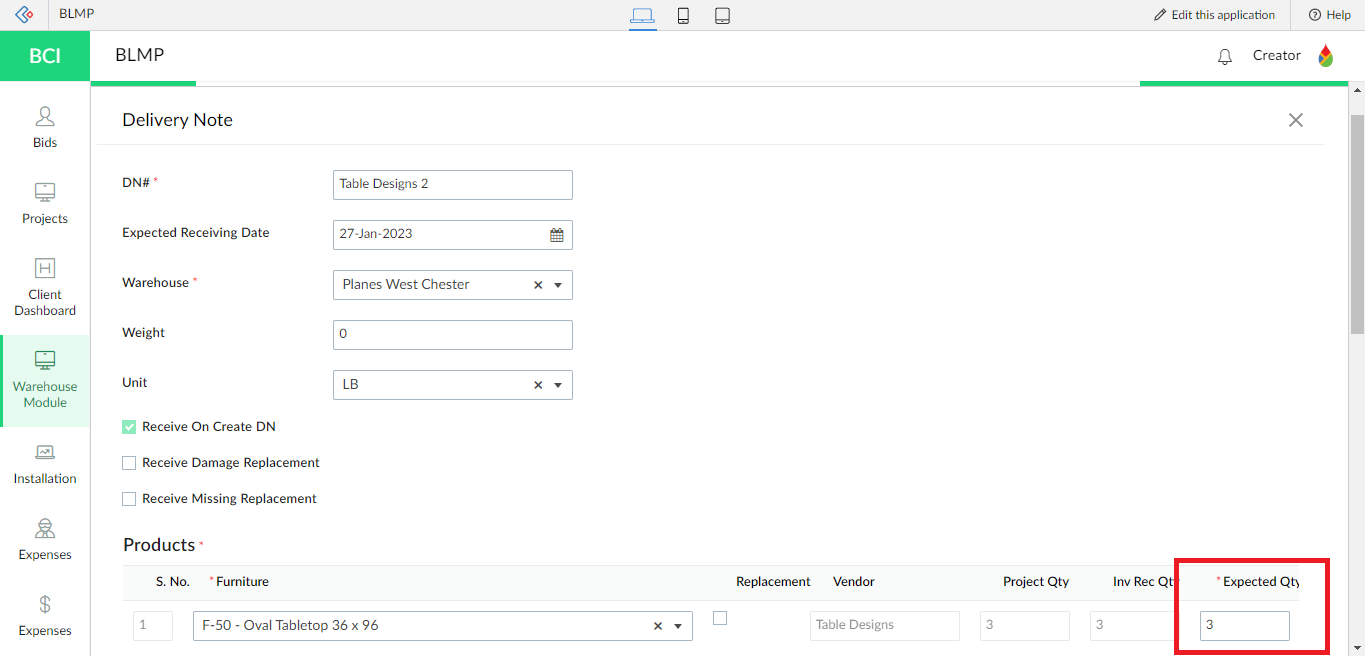 BLMP
Edit this application
Help
BCI
BLMP
Creator
Bids
Projects
Client
Dashboard
Warehouse
Module
Installation
Expenses
Expenses
Delivery Note
DN# *
Table Designs 2
Expected Receiving Date
27-Jan-2023
Warehouse *
Planes West Chester
Weight
0
Unit
LB
Receive On Create DN
Receive Damage Replacement
Receive Missing Replacement
Products *
S. No. * Furniture Replacement Vendor Project Qty Inv Rec Qty * Expected Qty
1 F-50 - Oval Tabletop 36 x 96 Table Designs 3 3 3